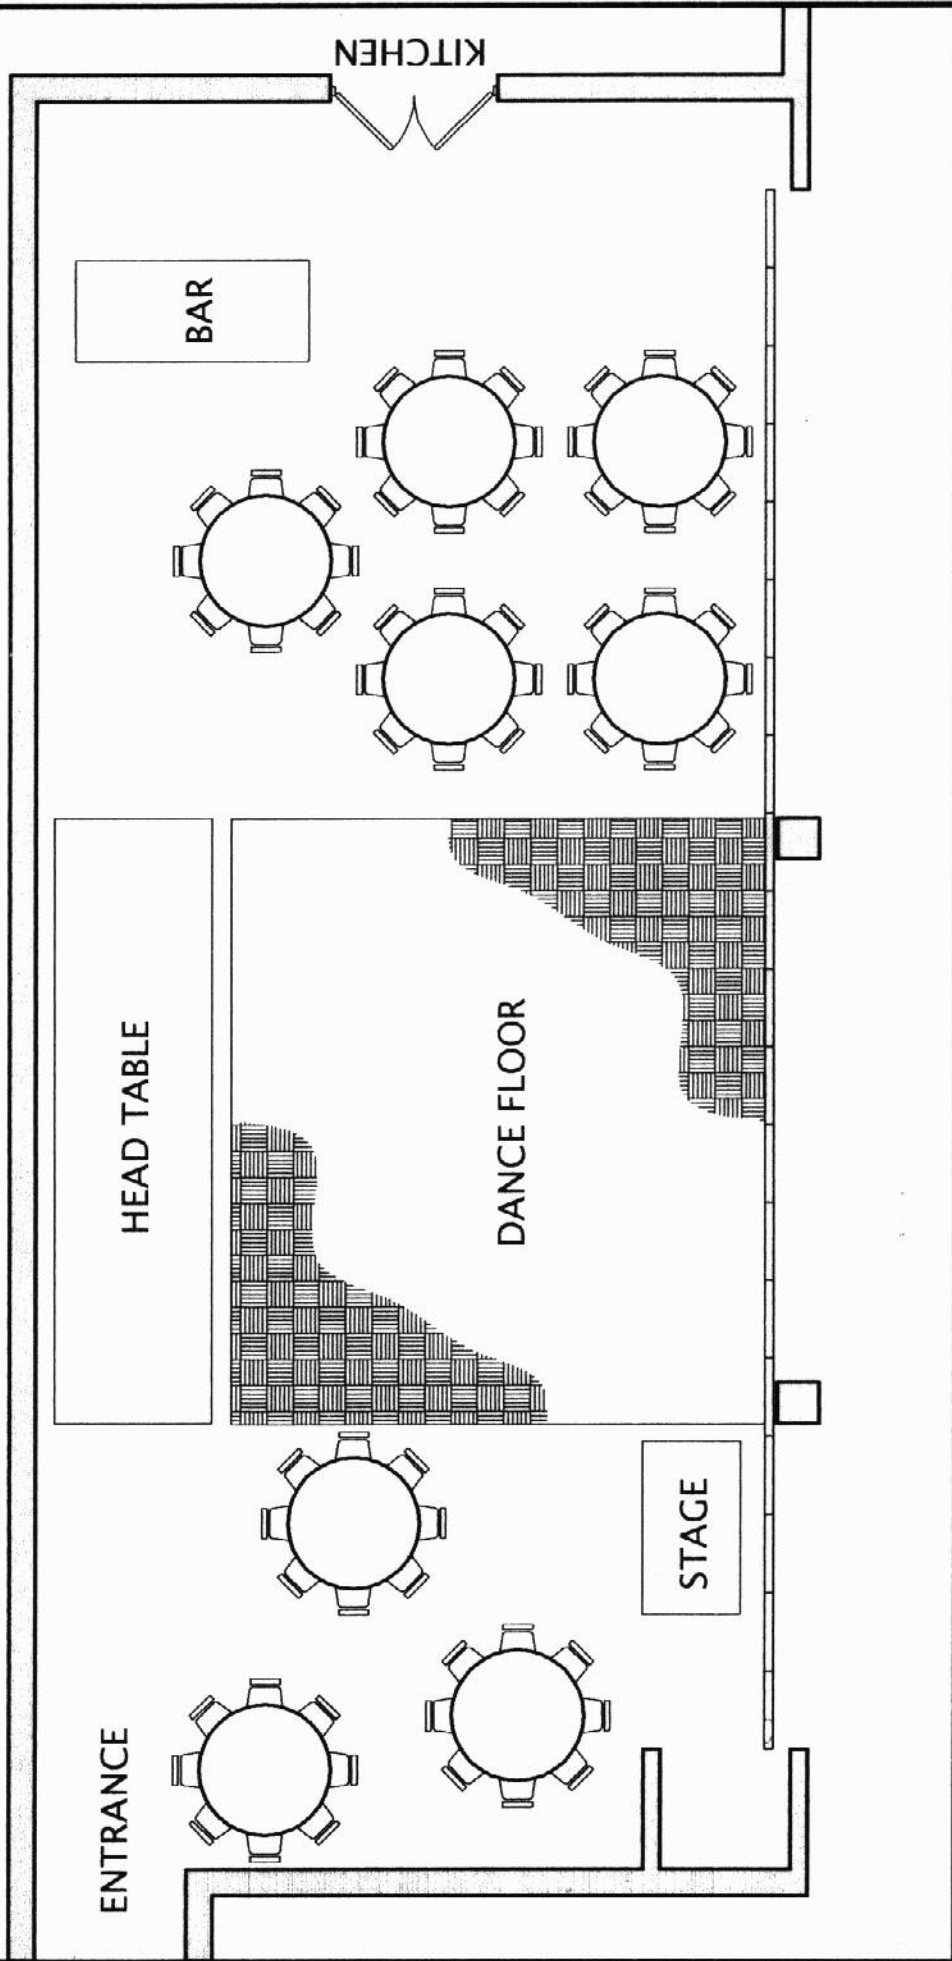 KITCHEN
BAR
HEAD TABLE
DANCE FLOOR
STAGE
ENTRANCE